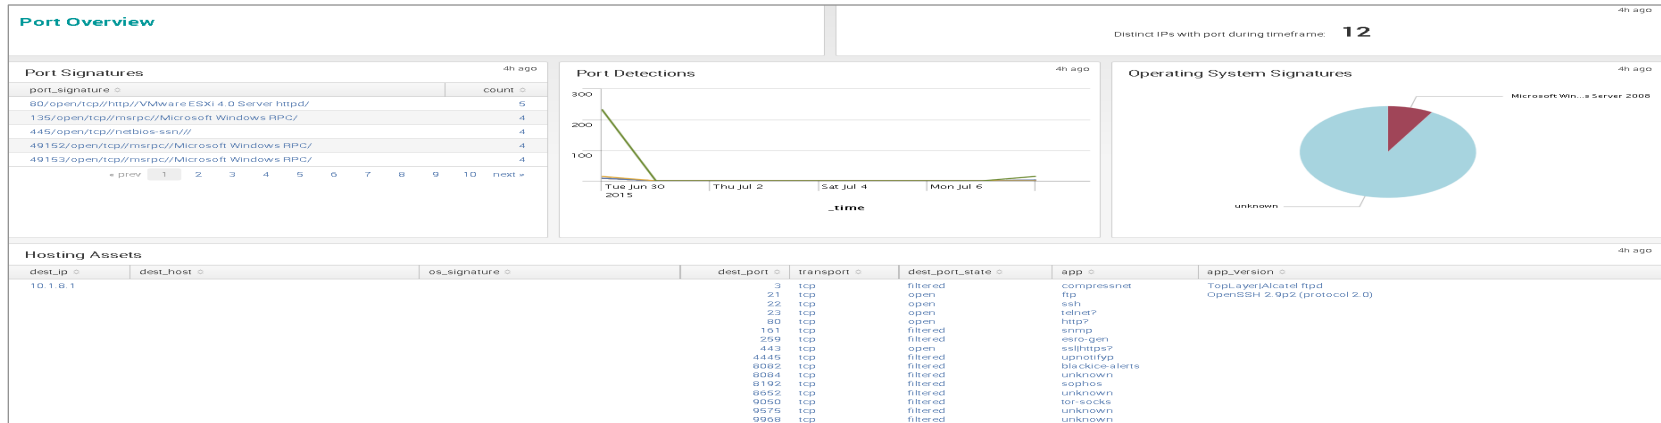 Port Overview
4h ago
Distinct IPs with port during timeframe: 12
Port Signatures
4h ago
port_signature count
80/open/tcp//http//VMware ESXi 4.0 Server httpd/ 5
135/open/tcp//msrpc//Microsoft Windows RPC/ 4
445/open/tcp//netbios-ssn/// 4
49152/open/tcp//msrpc//Microsoft Windows RPC/ 4
49153/open/tcp//msrpc//Microsoft Windows RPC/ 4
« prev 1 2 3 4 5 6 7 8 9 10 next »
Port Detections
4h ago
300
200
100
Tue Jun 30 Thu Jul 2 Sat Jul 4 Mon Jul 6
2015
_time
Operating System Signatures
4h ago
Microsoft Win...s Server 2008
unknown
Hosting Assets
4h ago
dest_ip dest_host os_signature dest_port transport dest_port_state app app_version
10.1.8.1 3 tcp filtered compressnet TopLayer|Alcatel ftpd
21 tcp open ftp OpenSSH 2.9p2 (protocol 2.0)
22 tcp open ssh
23 tcp open telnet?
80 tcp open http?
161 tcp filtered snmp
259 tcp filtered esro-gen
443 tcp open ssl|https?
4445 tcp filtered upnotifyp
8082 tcp filtered blackice-alerts
8084 tcp filtered unknown
8192 tcp filtered sophos
8652 tcp filtered unknown
9050 tcp filtered tor-socks
9575 tcp filtered unknown
9968 tcp filtered unknown